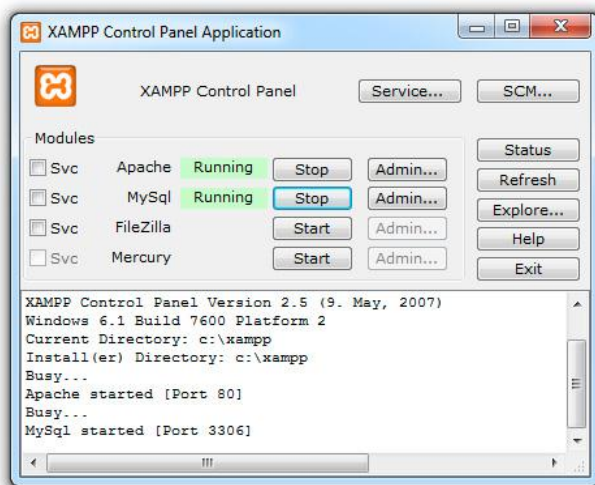 XAMPP Control Panel Application
XAMPP Control Panel Service... SCM...
Modules
Status
Svc Apache Running Stop Admin...
Refresh
Svc MySql Running Stop Admin...
Explore...
Svc FileZilla Start Admin...
Help
Svc Mercury Start Admin...
Exit
XAMPP Control Panel Version 2.5 (9. May, 2007)
Windows 6.1 Build 7600 Platform 2
Current Directory: c:\xampp
Install(er) Directory: c:\xampp
Busy...
Apache started [Port 80]
Busy...
MySql started [Port 3306]